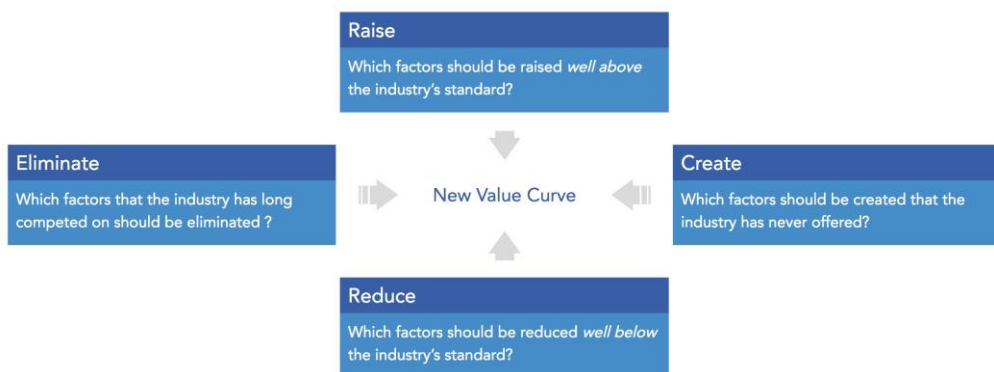 Raise
Which factors should be raised well above
the industry's standard?
Eliminate
Which factors that the industry has long
competed on should be eliminated ?
New Value Curve
Create
Which factors should be created that the
industry has never offered?
Reduce
Which factors should be reduced well below
the industry's standard?